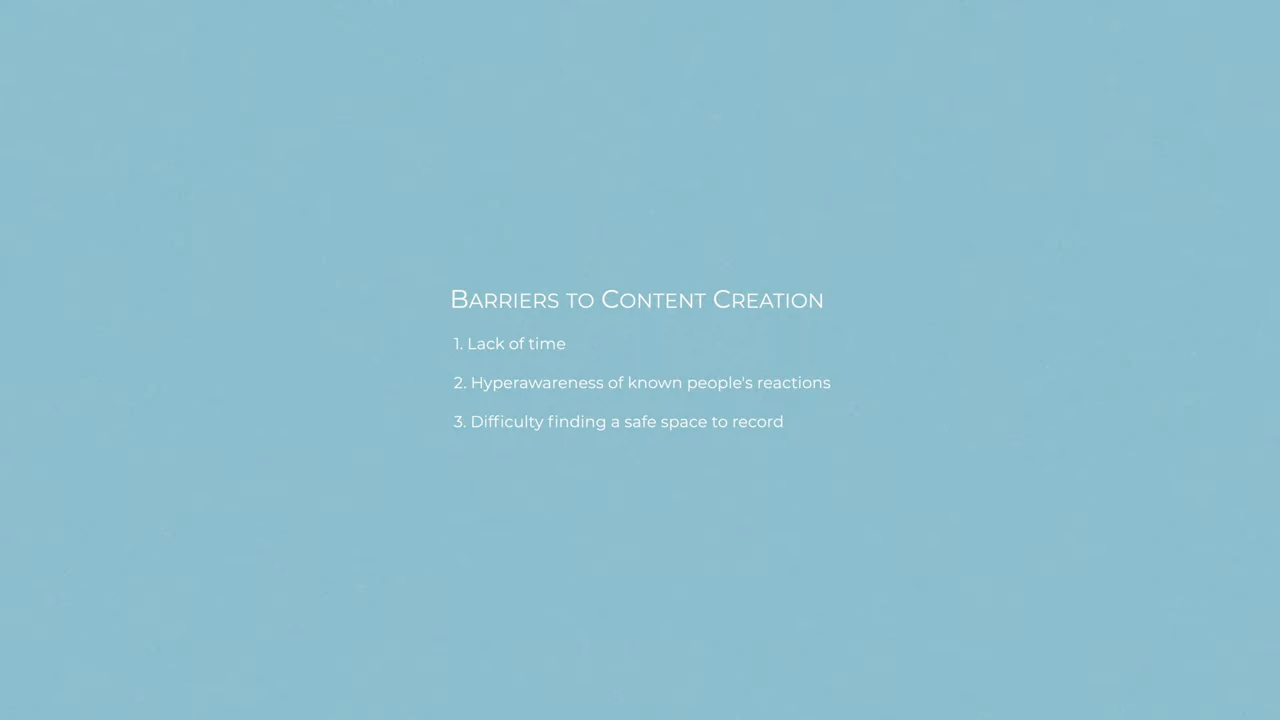 Barriers to Content Creation
1. Lack of time
2. Hyperawareness of known people's reactions
3. Difficulty finding a safe space to record